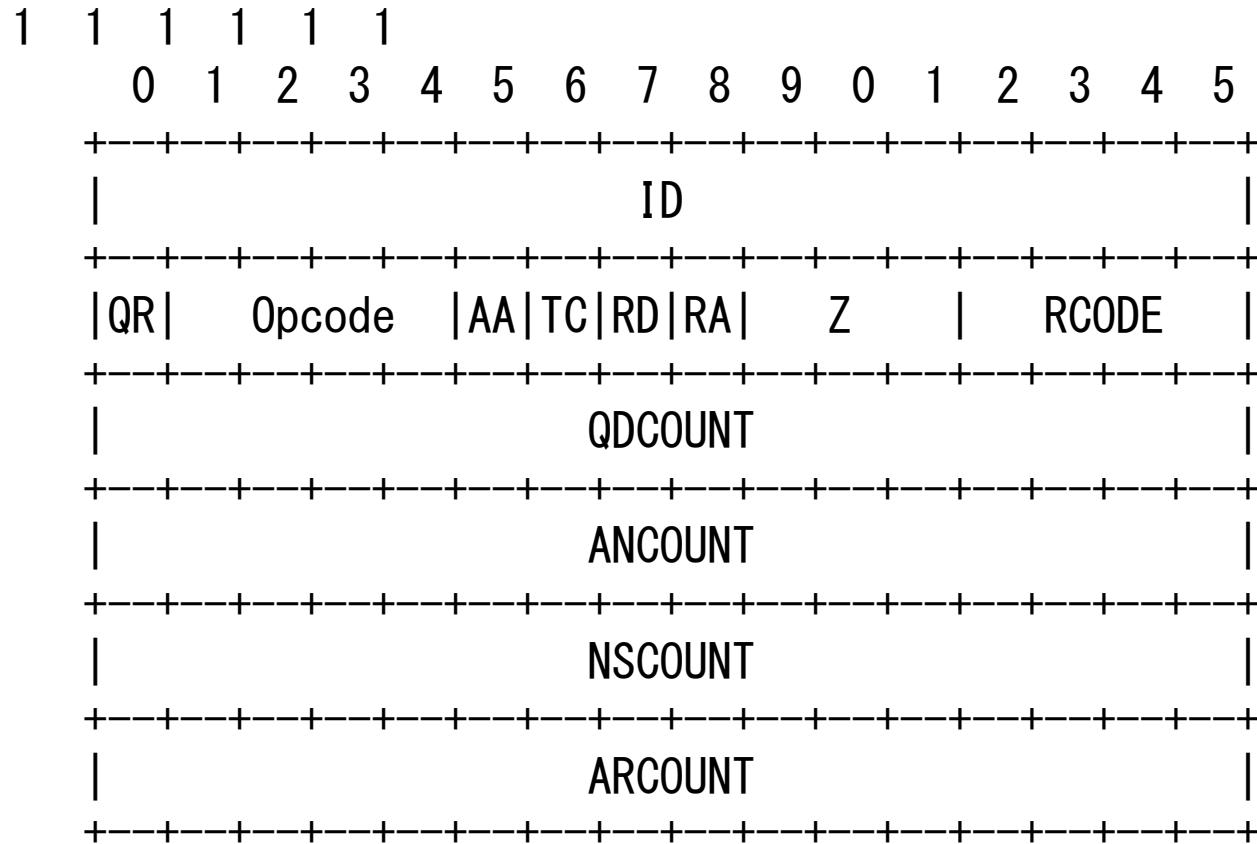 1  1  1  1  1  1
  0  1  2  3  4  5  6  7  8  9  0  1  2  3  4  5
+--+--+--+--+--+--+--+--+--+--+--+--+--+--+--+--+
|                      ID                       |
+--+--+--+--+--+--+--+--+--+--+--+--+--+--+--+--+
|QR|   Opcode  |AA|TC|RD|RA|   Z    |   RCODE   |
+--+--+--+--+--+--+--+--+--+--+--+--+--+--+--+--+
|                    QDCOUNT                    |
+--+--+--+--+--+--+--+--+--+--+--+--+--+--+--+--+
|                    ANCOUNT                    |
+--+--+--+--+--+--+--+--+--+--+--+--+--+--+--+--+
|                    NSCOUNT                    |
+--+--+--+--+--+--+--+--+--+--+--+--+--+--+--+--+
|                    ARCOUNT                    |
+--+--+--+--+--+--+--+--+--+--+--+--+--+--+--+--+